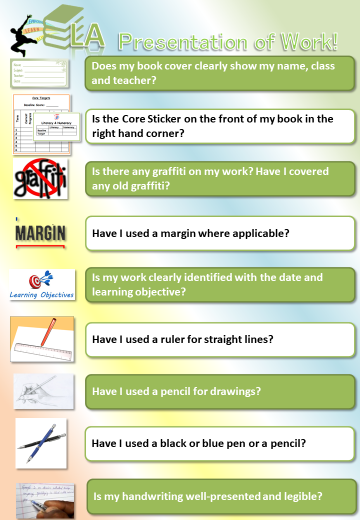 LA Presentation of Work!
Does my book cover clearly show my name, class
and teacher?
Is the Core Sticker on the front of my book in the
right hand corner?
graffiti
Is there any graffiti on my work? Have I covered
any old graffiti?
MARGIN
Have I used a margin where applicable?
Learning Objectives
Is my work clearly identified with the date and
learning objective?
Have I used a ruler for straight lines?
Have I used a pencil for drawings?
Have I used a black or blue pen or a pencil?
Is my handwriting well-presented and legible?